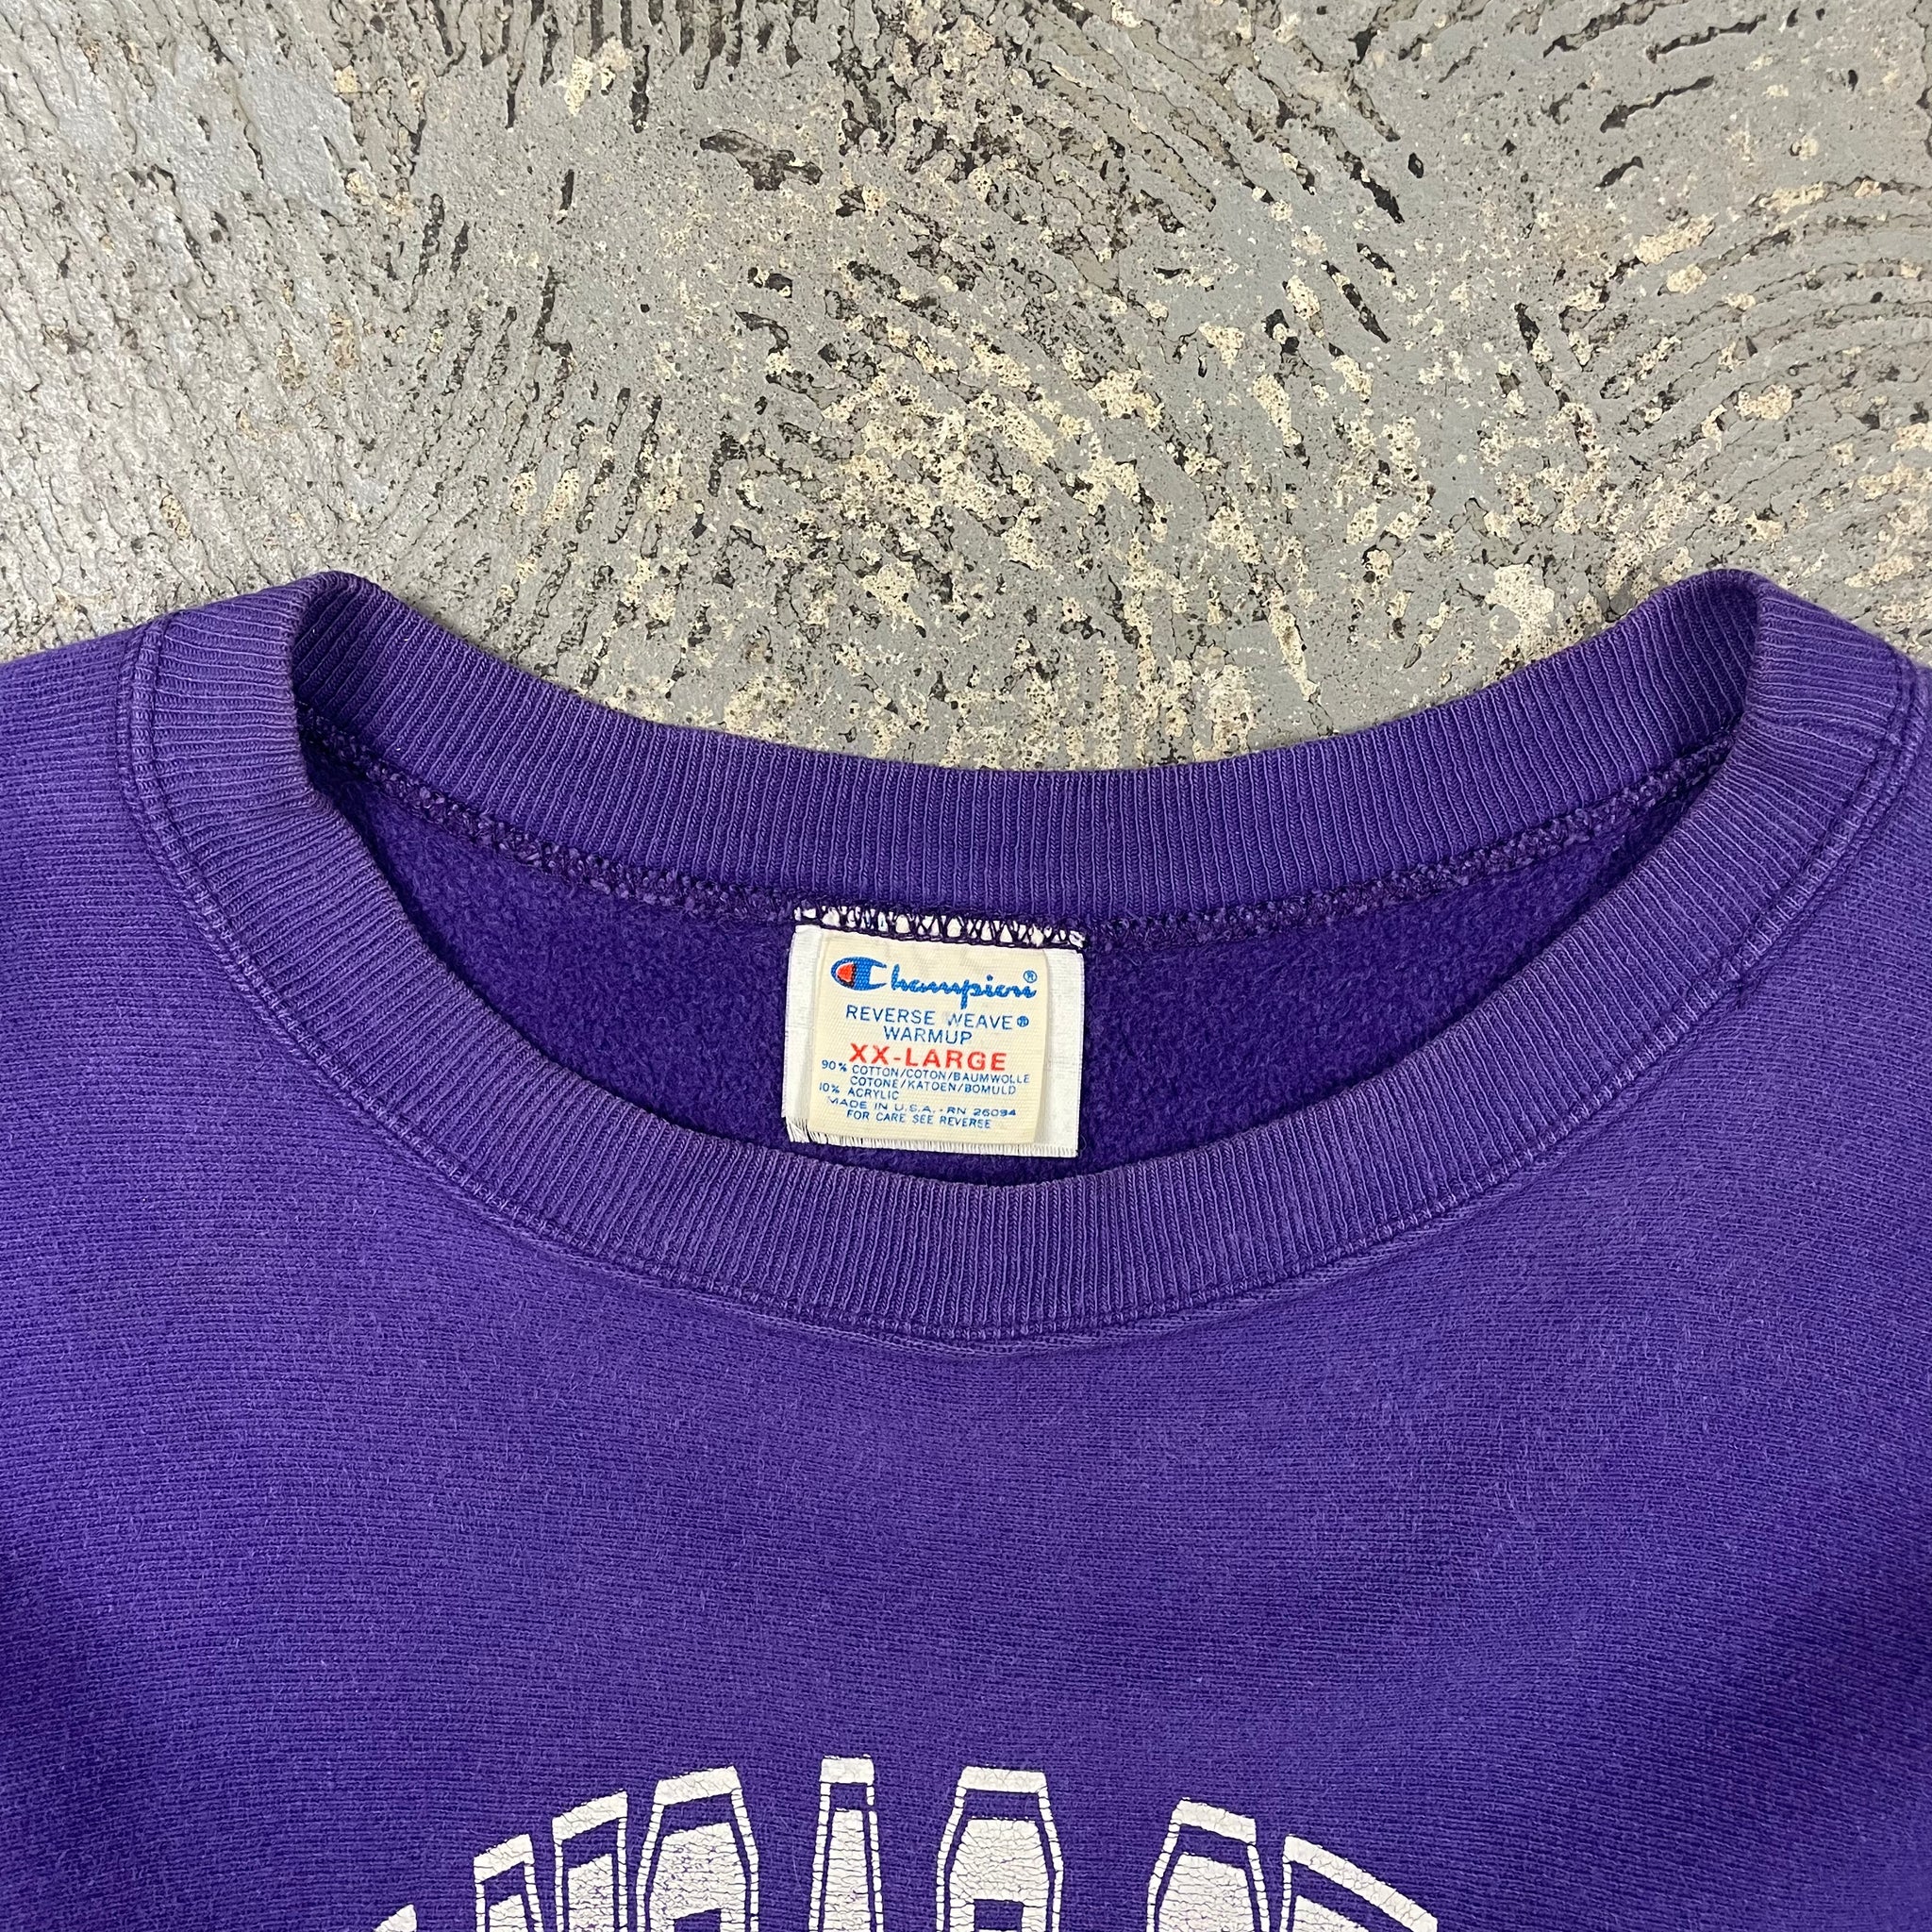 Champion®
REVERSE WEAVE®
WARMUP
XX-LARGE
90% COTTON/COTON/BAUMWOLLE
COTONE/KATOEN/BOMULD
10% ACRYLIC
MADE IN U.S.A. - RN 26094
FOR CARE SEE REVERSE